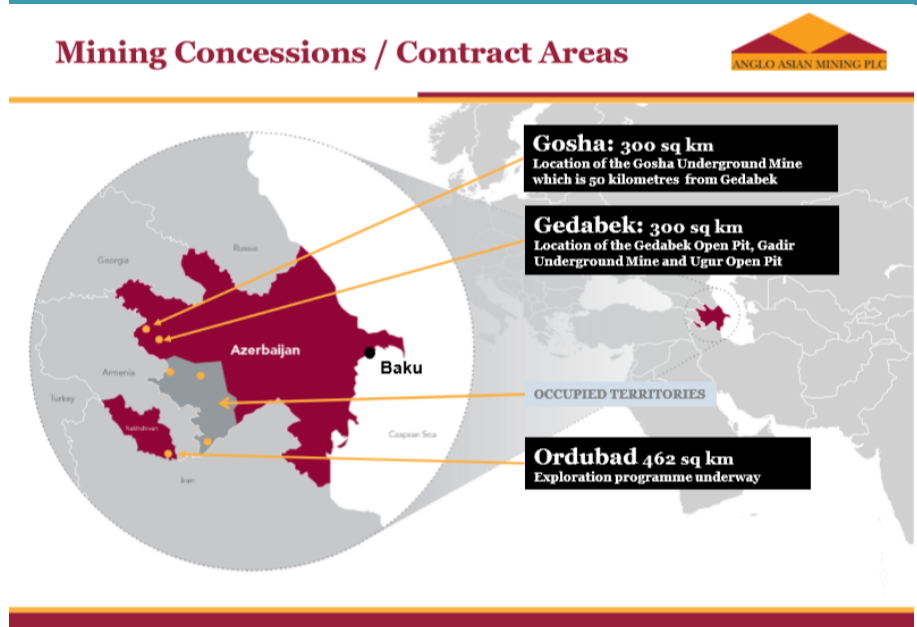 Mining Concessions / Contract Areas
ANGLO ASIAN MINING PLC
Gosha: 300 sq km
Location of the Gosha Underground Mine
which is 50 kilometres from Gedabek
Gedabek: 300 sq km
Location of the Gedabek Open Pit, Gadir
Underground Mine and Ugur Open Pit
Russia
Georgia
Azerbaijan
Baku
Armenia
OCCUPIED TERRITORIES
Turkey
Nakhchivan
Caspian Sea
Ordubad 462 sq km
Exploration programme underway
Iran